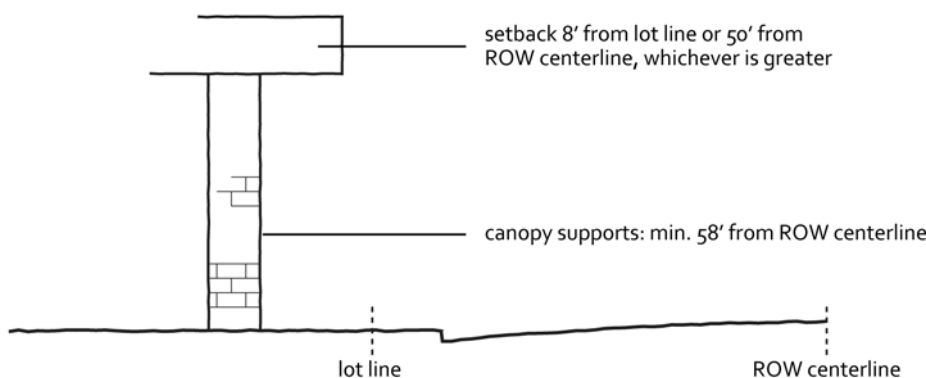 setback 8′ from lot line or 50′ from
ROW centerline, whichever is greater
canopy supports: min. 58′ from ROW centerline
lot line
ROW centerline